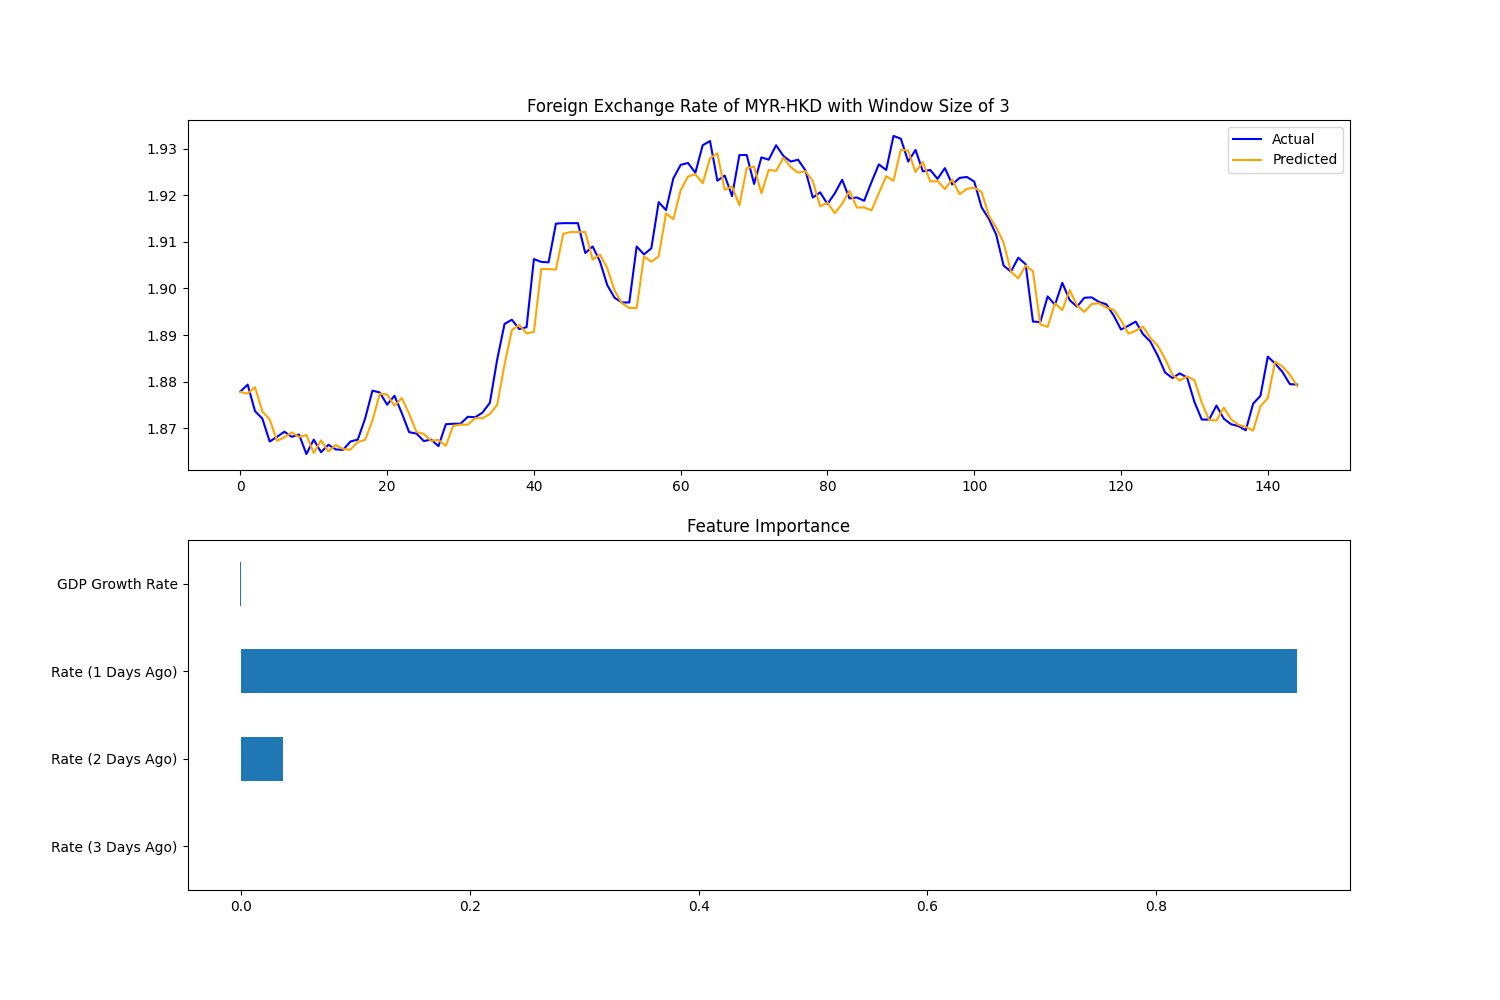 Foreign Exchange Rate of MYR-HKD with Window Size of 3
Actual
Predicted
1.93
1.92
1.91
1.90
1.89
1.88
1.87
0 20 40 60 80 100 120 140
Feature Importance
GDP Growth Rate
Rate (1 Days Ago)
Rate (2 Days Ago)
Rate (3 Days Ago)
0.0 0.2 0.4 0.6 0.8